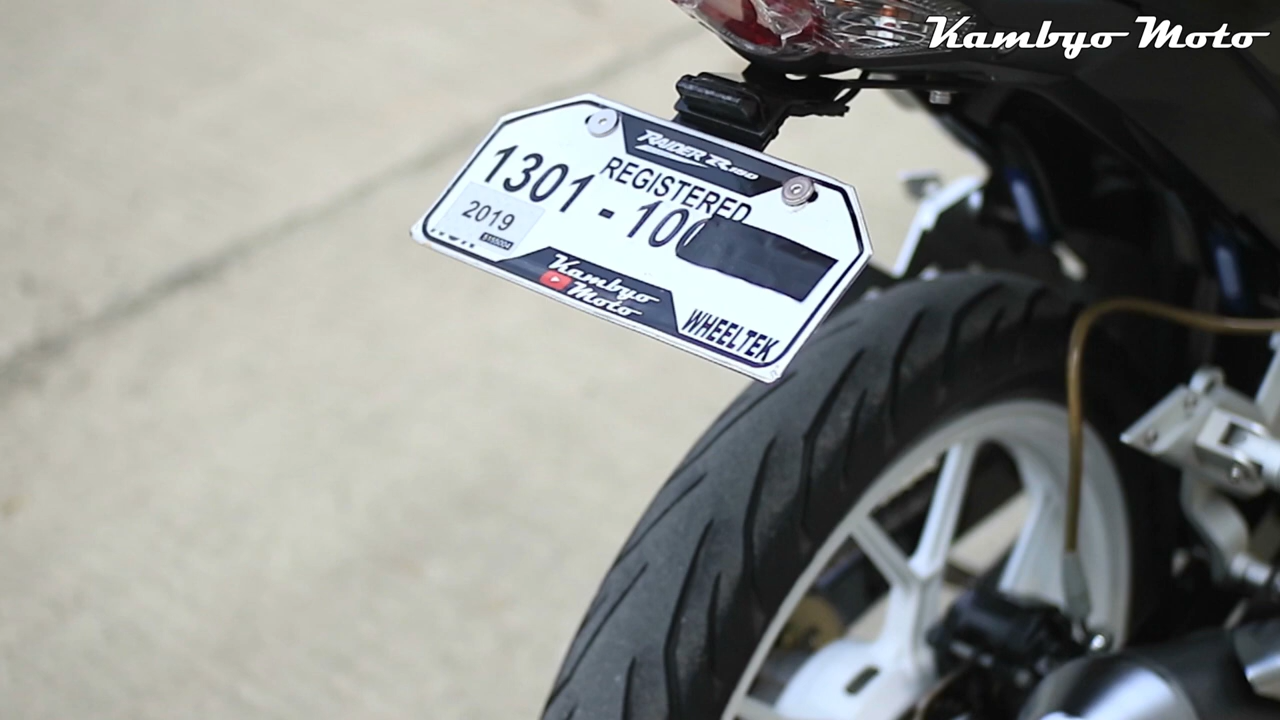 Kambyo Moto
RAIDER R150
REGISTERED
1301 - 100
2019
Kambyo
Moto
WHEELTEK